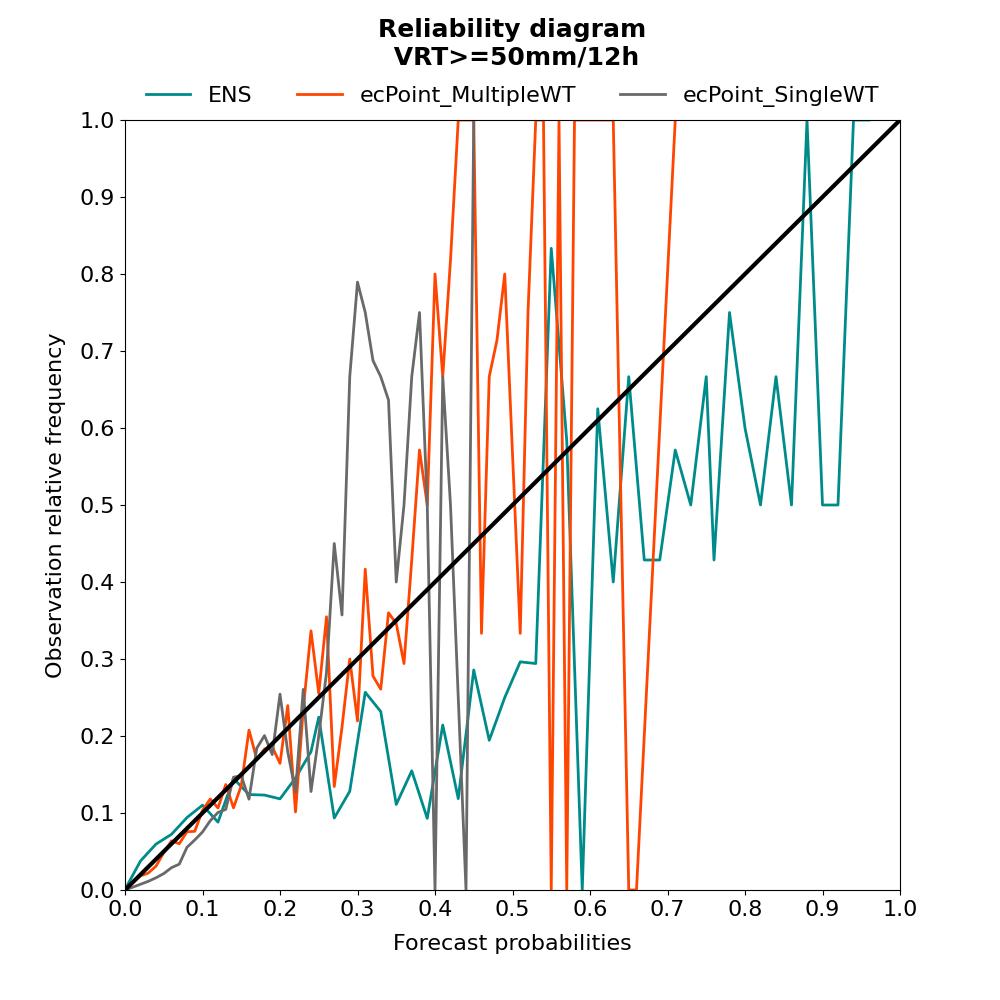 Reliability diagram
VRT>=50mm/12h
ENS ecPoint_MultipleWT ecPoint_SingleWT
1.0
0.9
0.8
0.7
0.6
0.5
0.4
0.3
0.2
0.1
0.0
Observation relative frequency
0.0 0.1 0.2 0.3 0.4 0.5 0.6 0.7 0.8 0.9 1.0
Forecast probabilities